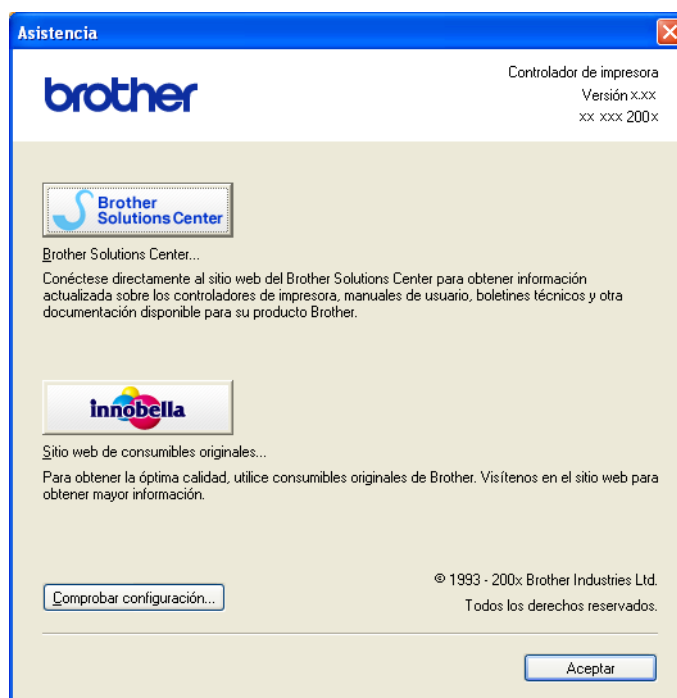 Asistencia
brother
Controlador de impresora
Versión x.xx
xx xxx 200x
Brother
Solutions Center
Brother Solutions Center...
Conéctese directamente al sitio web del Brother Solutions Center para obtener información
actualizada sobre los controladores de impresora, manuales de usuario, boletines técnicos y otra
documentación disponible para su producto Brother.
innobella
Sitio web de consumibles originales...
Para obtener la óptima calidad, utilice consumibles originales de Brother. Visítenos en el sitio web para
obtener mayor información.
© 1993 - 200x Brother Industries Ltd.
Comprobar configuración...
Todos los derechos reservados.
Aceptar